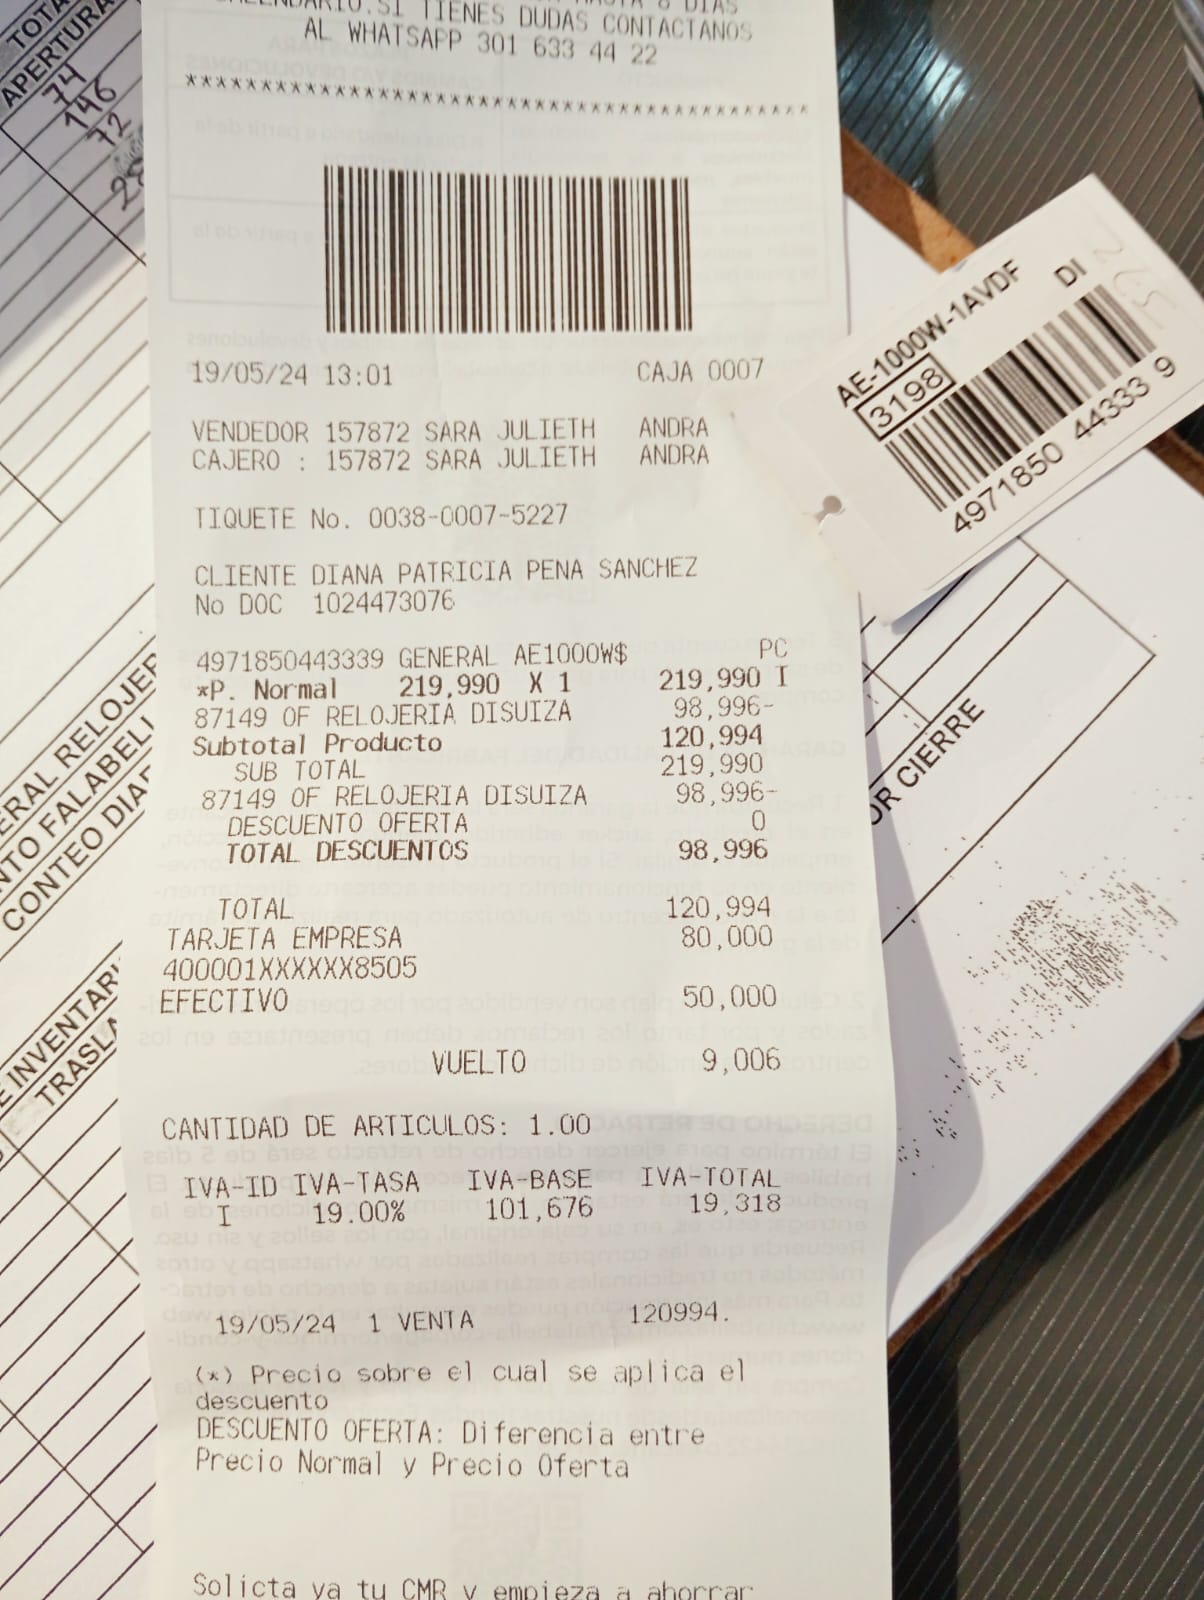 CALENDARIO.SI TIENES DUDAS CONTACTANOS
AL WHATSAPP 301 633 44 22
******************************************
19/05/24 13:01 CAJA 0007
VENDEDOR 157872 SARA JULIETH ANDRA
CAJERO : 157872 SARA JULIETH ANDRA
TIQUETE No. 0038-0007-5227
CLIENTE DIANA PATRICIA PENA SANCHEZ
No DOC 1024473076
4971850443339 GENERAL AE1000W$ PC
*P. Normal 219,990 X 1 219,990 I
87149 OF RELOJERIA DISUIZA 98,996-
Subtotal Producto 120,994
SUB TOTAL 219,990
87149 OF RELOJERIA DISUIZA 98,996-
DESCUENTO OFERTA 0
TOTAL DESCUENTOS 98,996
TOTAL 120,994
TARJETA EMPRESA 80,000
400001XXXXXX8505
EFECTIVO 50,000
VUELTO 9,006
CANTIDAD DE ARTICULOS: 1.00
IVA-ID IVA-TASA IVA-BASE IVA-TOTAL
I 19.00% 101,676 19,318
19/05/24 1 VENTA 120994.
(*) Precio sobre el cual se aplica el
descuento
DESCUENTO OFERTA: Diferencia entre
Precio Normal y Precio Oferta
Solicta ya tu CMR y empieza a ahorrar
AE-1000W-1AVDF DI
3198
4971850 44333 9
APERTURA
74
146
72
OR CIERRE